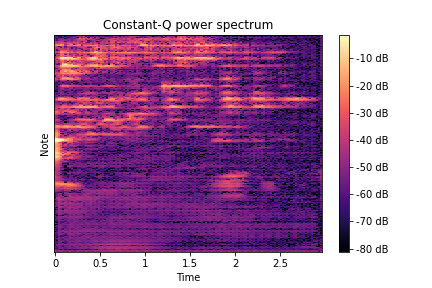 Constant-Q power spectrum
Note
-10 dB
-20 dB
-30 dB
-40 dB
-50 dB
-60 dB
-70 dB
-80 dB
0
0.5
1
1.5
2
2.5
Time